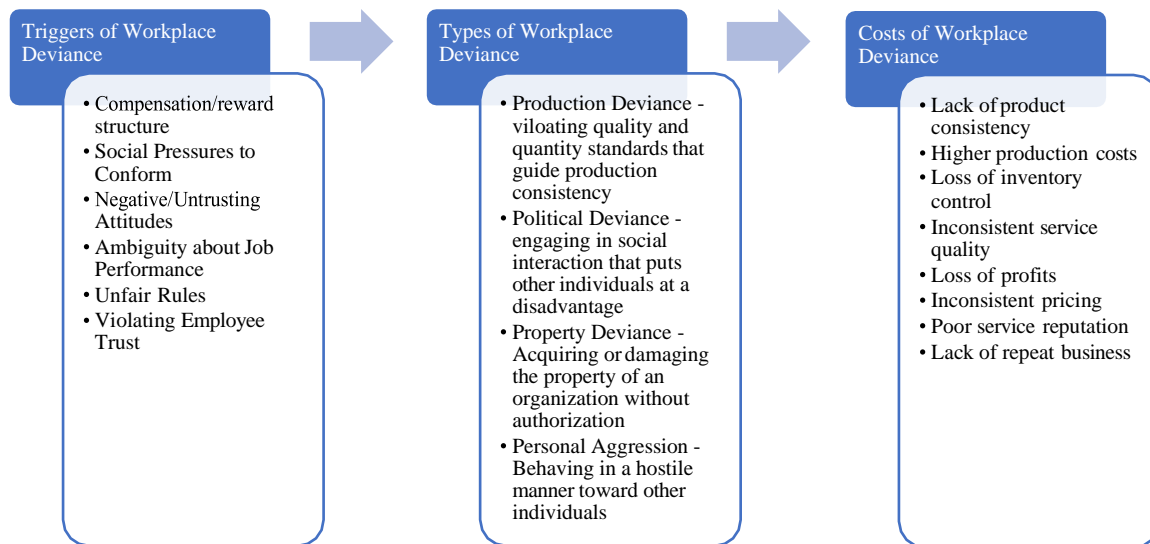 Triggers of Workplace
Deviance
• Compensation/reward
structure
• Social Pressures to
Conform
• Negative/Untrusting
Attitudes
• Ambiguity about Job
Performance
• Unfair Rules
• Violating Employee
Trust
Types of Workplace
Deviance
• Production Deviance -
viloating quality and
quantity standards that
guide production
consistency
• Political Deviance -
engaging in social
interaction that puts
other individuals at a
disadvantage
• Property Deviance -
Acquiring or damaging
the property of an
organization without
authorization
• Personal Aggression -
Behaving in a hostile
manner toward other
individuals
Costs of Workplace
Deviance
• Lack of product
consistency
• Higher production costs
• Loss of inventory
control
• Inconsistent service
quality
• Loss of profits
• Inconsistent pricing
• Poor service reputation
• Lack of repeat business